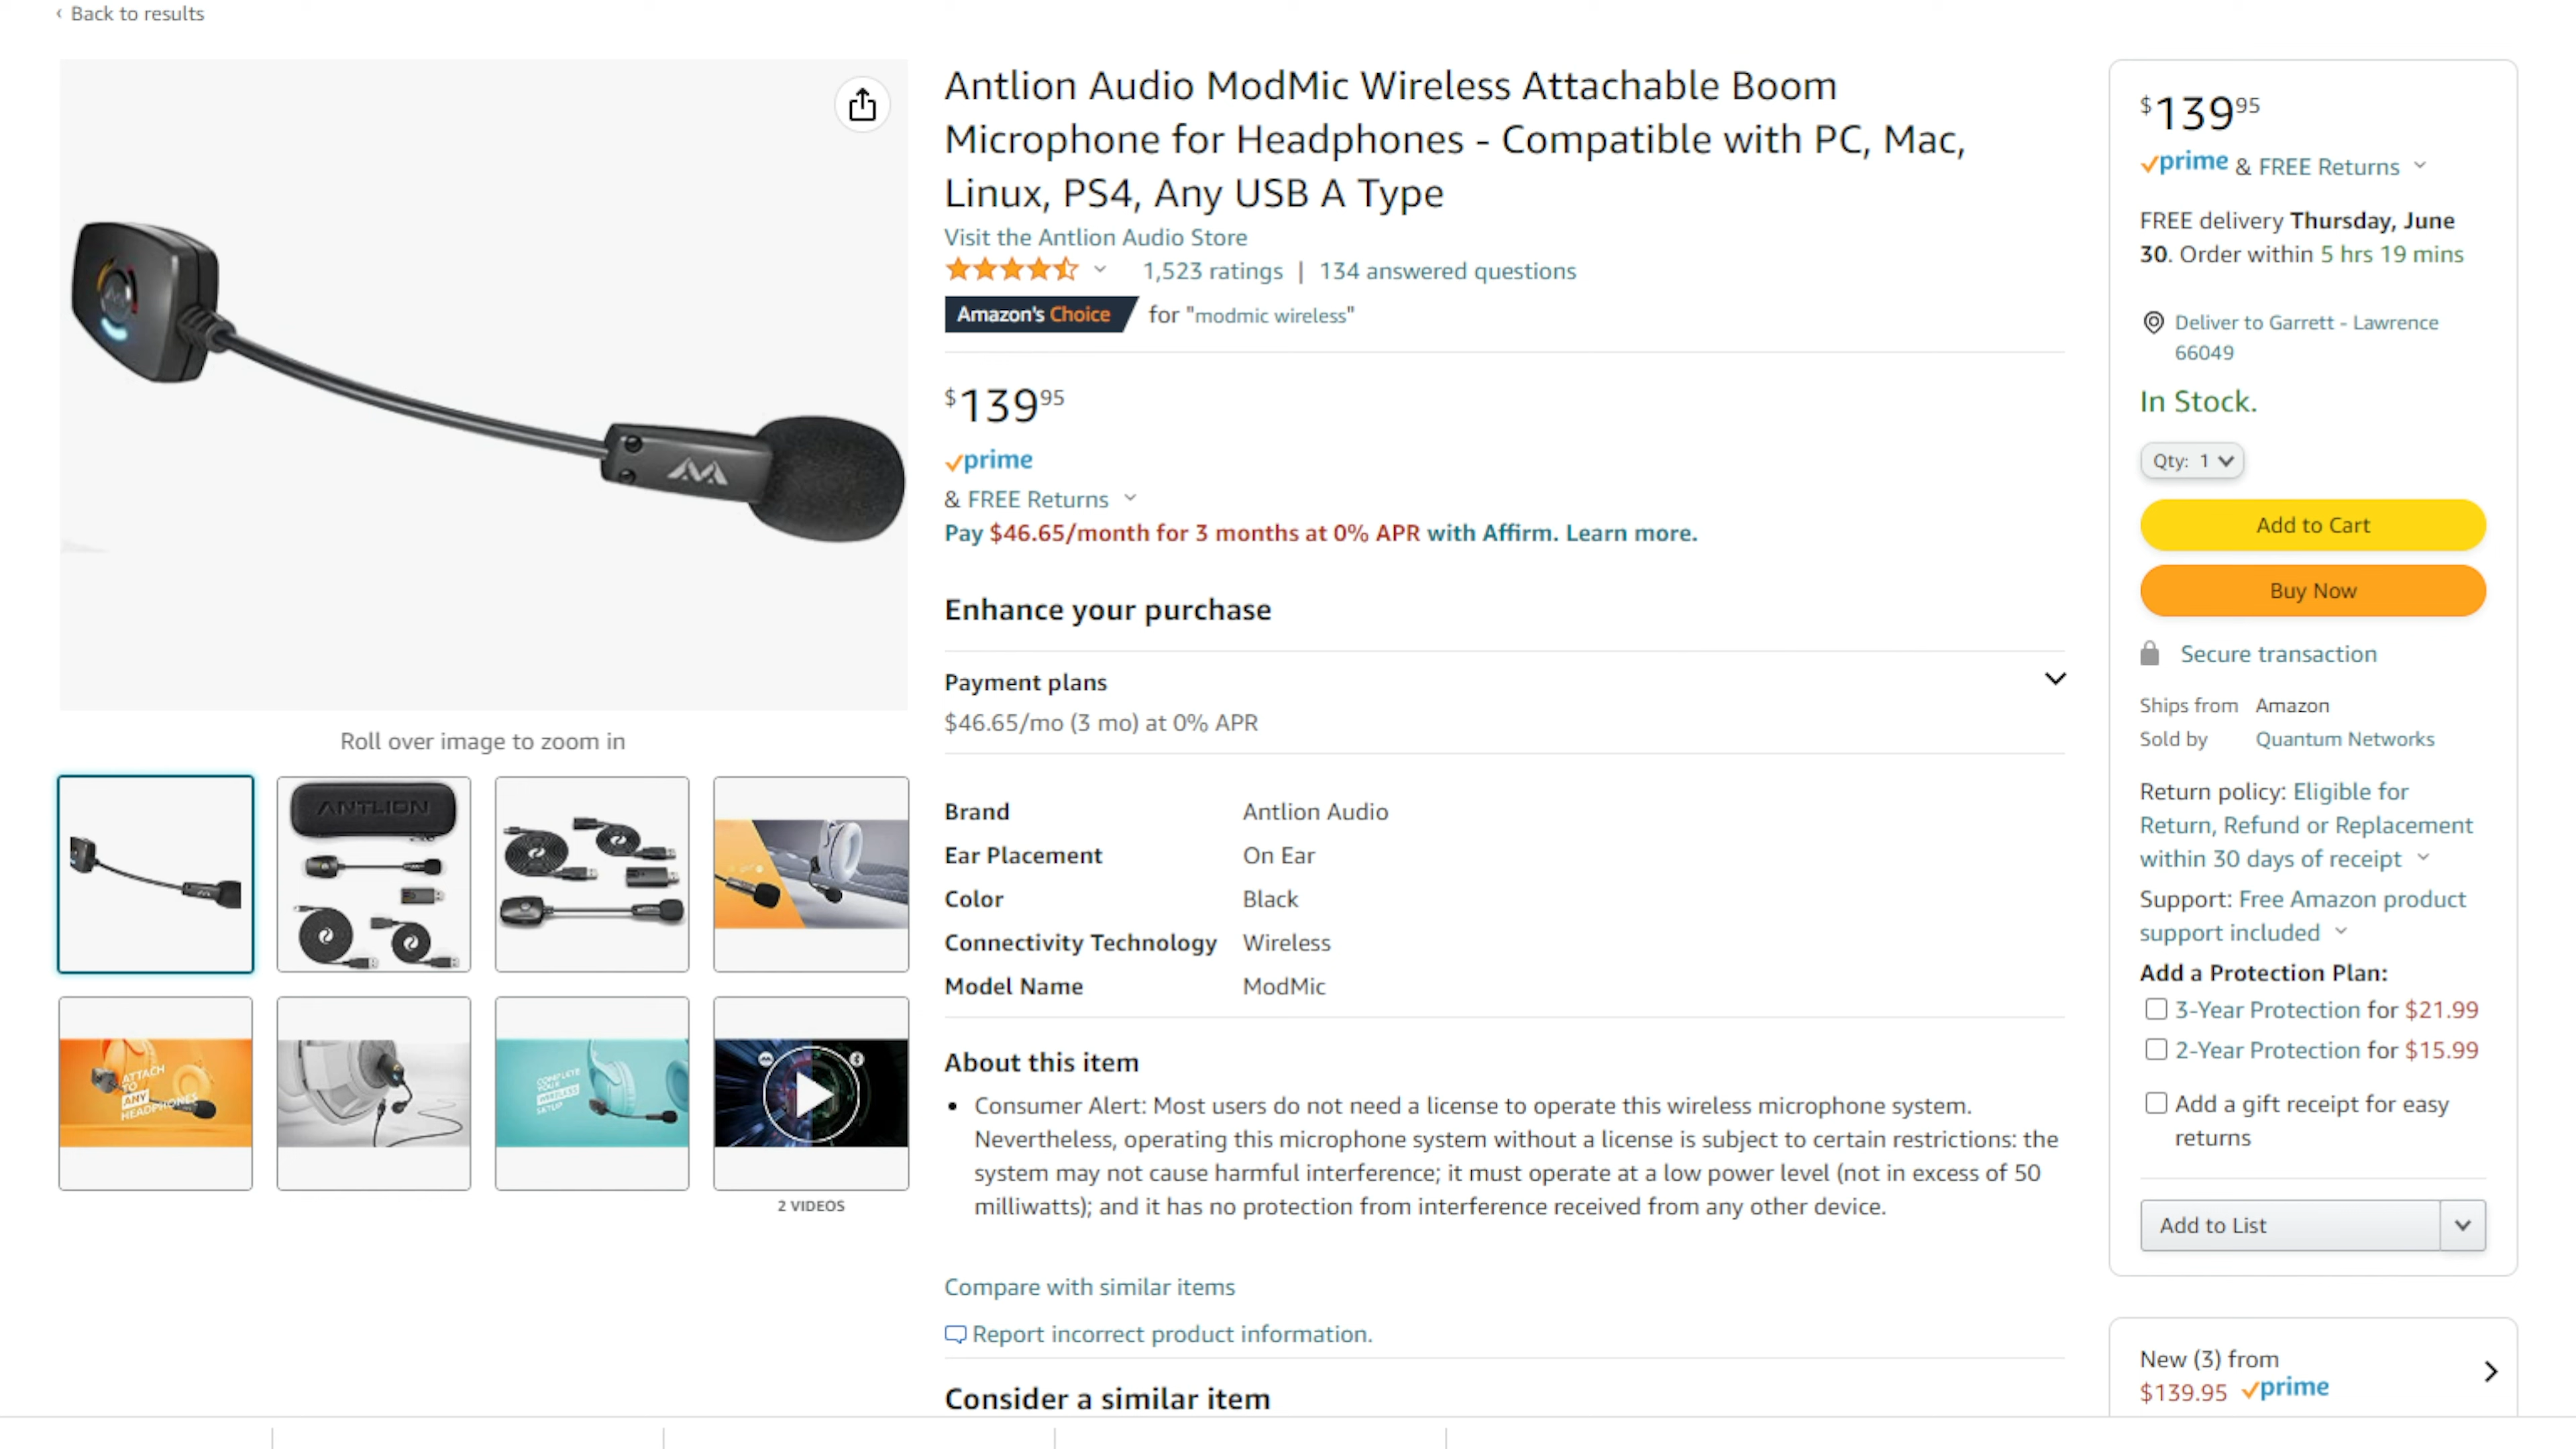 ‹ Back to results
Antlion Audio ModMic Wireless Attachable Boom
Microphone for Headphones - Compatible with PC, Mac,
Linux, PS4, Any USB A Type
Visit the Antlion Audio Store
1,523 ratings | 134 answered questions
Amazon's Choice for "modmic wireless"
$139 95
prime
& FREE Returns
Pay $46.65/month for 3 months at 0% APR with Affirm. Learn more.
Enhance your purchase
Payment plans
$46.65/mo (3 mo) at 0% APR
Brand Antlion Audio
Ear Placement On Ear
Color Black
Connectivity Technology Wireless
Model Name ModMic
About this item
• Consumer Alert: Most users do not need a license to operate this wireless microphone system.
Nevertheless, operating this microphone system without a license is subject to certain restrictions: the
system may not cause harmful interference; it must operate at a low power level (not in excess of 50
milliwatts); and it has no protection from interference received from any other device.
Compare with similar items
Report incorrect product information.
Consider a similar item
Roll over image to zoom in
ANTLION
ATTACH
TO
ANY
HEADPHONES
COMPLETE
YOUR
WIRELESS
SETUP
2 VIDEOS
$139 95
prime & FREE Returns
FREE delivery Thursday, June
30. Order within 5 hrs 19 mins
Deliver to Garrett - Lawrence
66049
In Stock.
Qty: 1
Add to Cart
Buy Now
Secure transaction
Ships from Amazon
Sold by Quantum Networks
Return policy: Eligible for
Return, Refund or Replacement
within 30 days of receipt
Support: Free Amazon product
support included
Add a Protection Plan:
3-Year Protection for $21.99
2-Year Protection for $15.99
Add a gift receipt for easy
returns
Add to List
New (3) from
$139.95 prime